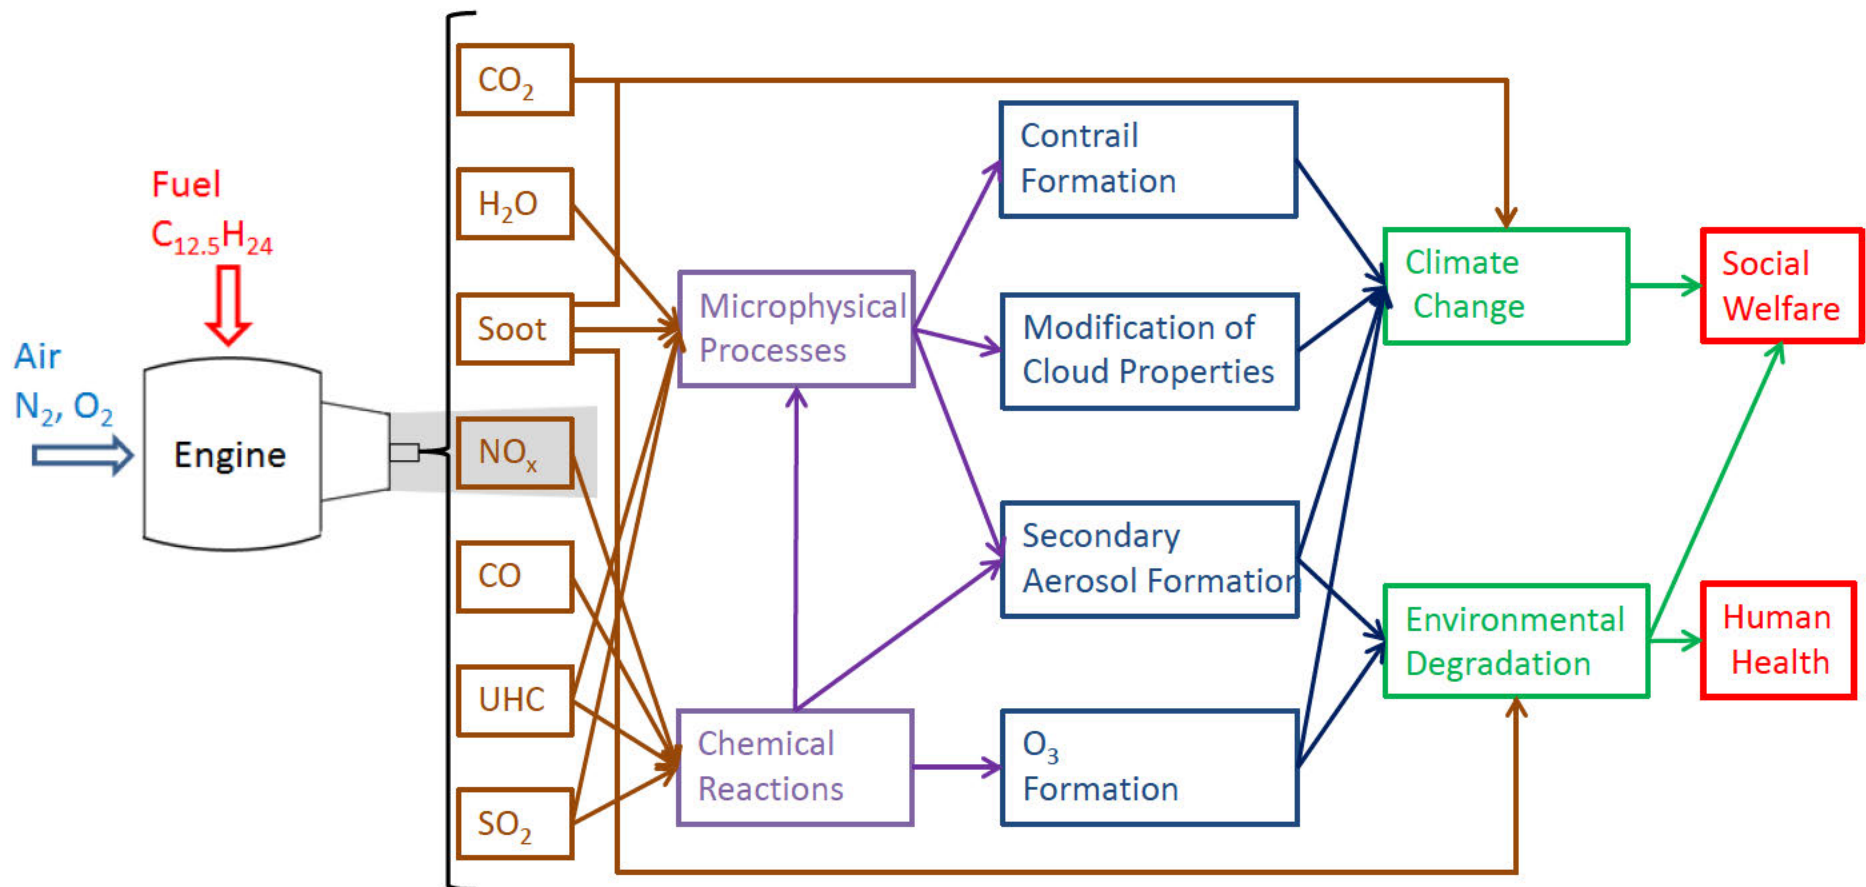 Fuel
C₁₂.₅H₂₄
Air
N₂, O₂
Engine
CO₂
H₂O
Soot
NOₓ
CO
UHC
SO₂
Microphysical
Processes
Chemical
Reactions
Contrail
Formation
Modification of
Cloud Properties
Secondary
Aerosol Formation
O₃
Formation
Climate
Change
Environmental
Degradation
Social
Welfare
Human
Health